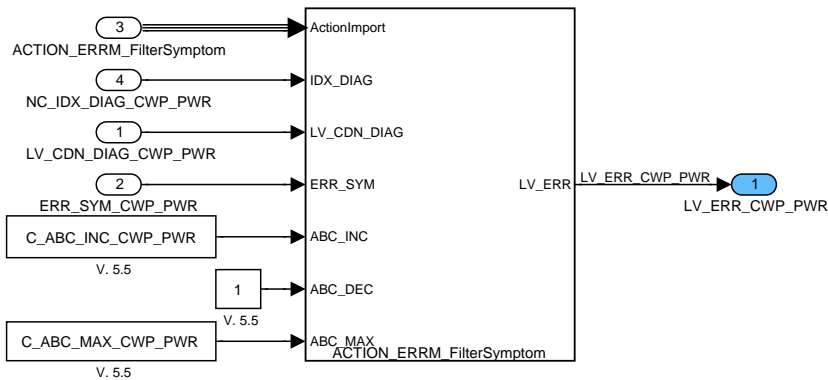 3
ActionImport
ACTION_ERRM_FilterSymptom
4
IDX_DIAG
NC_IDX_DIAG_CWP_PWR
1
LV_CDN_DIAG
LV_CDN_DIAG_CWP_PWR
2
ERR_SYM
LV_ERR
LV_ERR_CWP_PWR
1
ERR_SYM_CWP_PWR
LV_ERR_CWP_PWR
C_ABC_INC_CWP_PWR
ABC_INC
V. 5.5
1
ABC_DEC
V. 5.5
C_ABC_MAX_CWP_PWR
ABC_MAX
ACTION_ERRM_FilterSymptom
V. 5.5